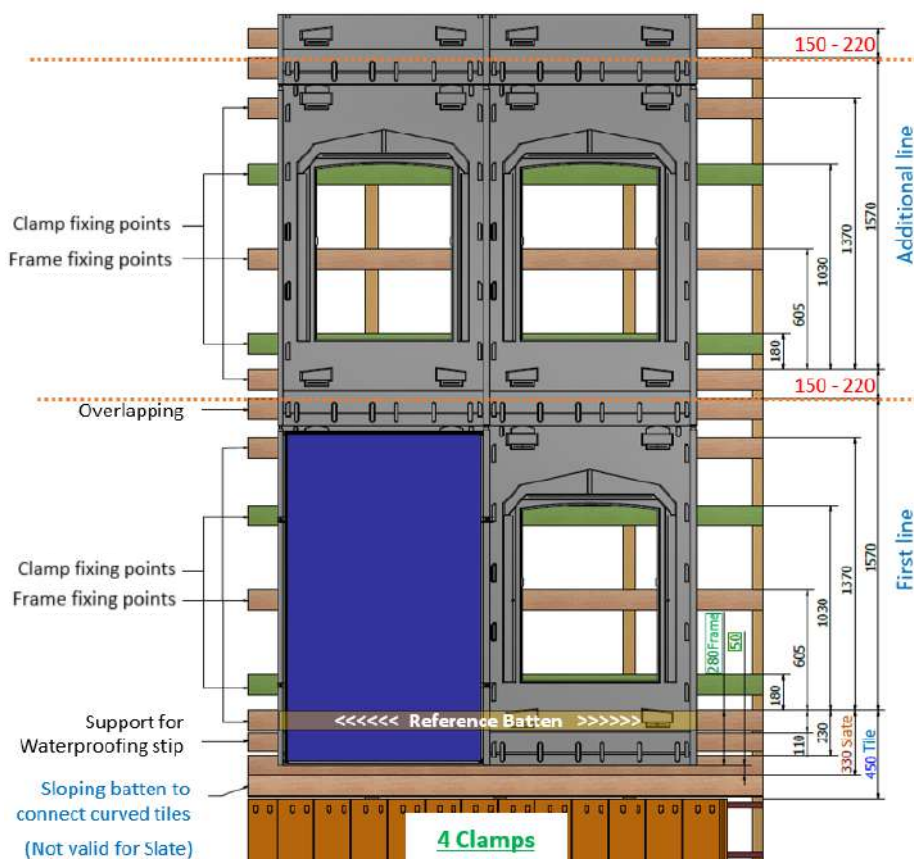 150 - 220
Additional line
1570
1370
1030
605
180
Clamp fixing points
Frame fixing points
150 - 220
Overlapping
First line
1570
1370
1030
605
180
Clamp fixing points
Frame fixing points
280Frame
50
<<<<<< Reference Batten >>>>>>
Support for
Waterproofing stip
110
230
330 Sate
450 Tile
Sloping batten to
connect curved tiles
(Not valid for Slate)
4 Clamps